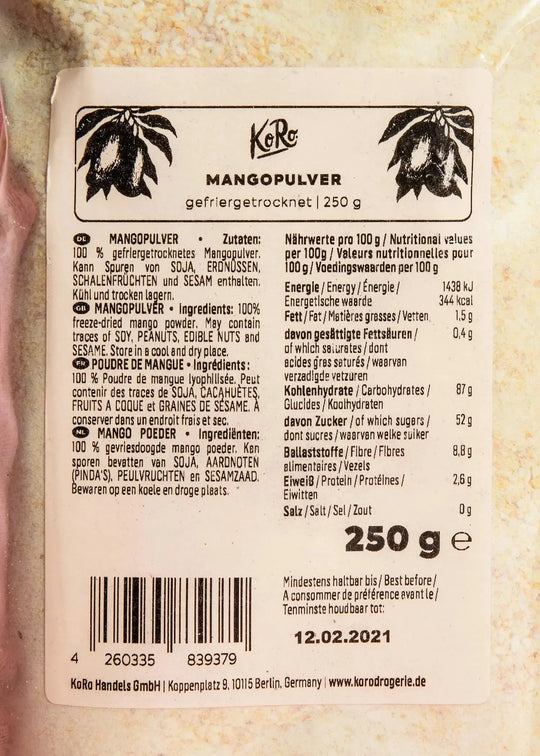 KoRo
MANGOPULVER
gefriergetrocknet | 250 g
DE MANGOPULVER • Zutaten:
100 % gefriergetrocknetes Mangopulver.
Kann Spuren von SOJA, ERDNÜSSEN,
SCHALENFRÜCHTEN und SESAM enthalten.
Kühl und trocken lagern.
GB MANGOPULVER • Ingredients: 100%
freeze-dried mango powder. May contain
traces of SOY, PEANUTS, EDIBLE NUTS and
SESAME. Store in a cool and dry place.
FR POUDRE DE MANGUE • Ingrédients:
100 % Poudre de mangue lyophilisée. Peut
contenir des traces de SOJA, CACAHUÈTES,
FRUITS A COQUE et GRAINES DE SÉSAME. À
conserver dans un endroit frais et sec.
NL MANGO POEDER • Ingrediënten:
100 % gevriesdoogde mango poeder. Kan
sporen bevatten van SOJA, AARDNOTEN
(PINDA'S), PEULVRUCHTEN en SESAMZAAD.
Bewaren op een koele en droge plaats.
Nährwerte pro 100 g / Nutritional values
per 100g / Valeurs nutritionnelles pour
100 g / Voedingswaarden per 100 g
Energie / Energy / Énergie / 1438 kJ
Energetische waarde 344 kcal
Fett / Fat / Matières grasses / Vetten 1,5 g
davon gesättigte Fettsäuren / 0,4 g
of which saturates / dont
acides gras saturés / waarvan
verzadigde vetzuren
Kohlenhydrate / Carbohydrates / 87 g
Glucides / Koolhydraten
davon Zucker / of which sugars / 52 g
dont sucres / waarvan welke suiker
Ballaststoffe / Fibre / Fibres 8,8 g
alimentaires / Vezels
Eiweiß / Protein / Protéines / 2,6 g
Eiwitten
Salz / Salt / Sel / Zout 0 g
250 g e
Mindestens haltbar bis / Best before /
A consommer de préférence avant le /
Tenminste houdbaar tot:
12.02.2021
4 260335 839379
KoRo Handels GmbH | Koppenplatz 9, 10115 Berlin, Germany | www.korodrogerie.de